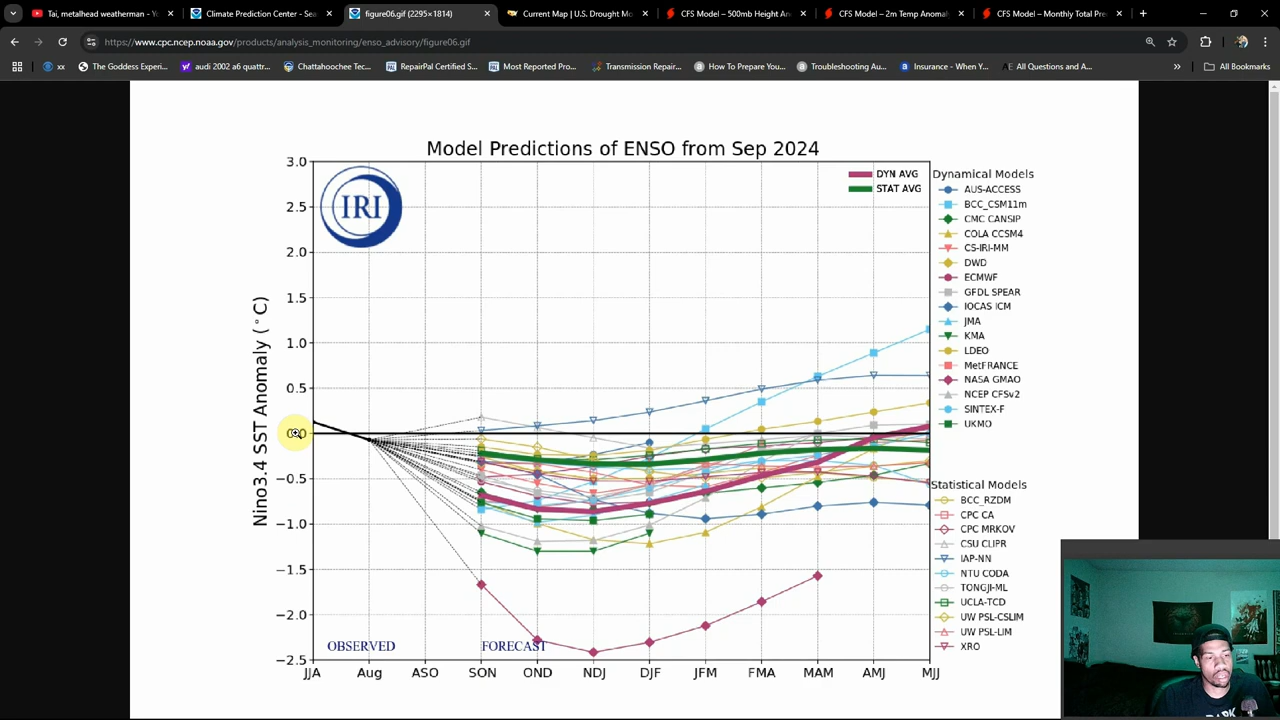 Tai, metalhead weatherman -
Climate Prediction Center - Sea
figure06.gif (2295×1814)
Current Map | U.S. Drought Mo
CFS Model – 500mb Height An
CFS Model – 2m Temp Anoma
CFS Model – Monthly Total Pre
https://www.cpc.ncep.noaa.gov/products/analysis_monitoring/enso_advisory/figure06.gif
xx
The Goddess Experi...
audi 2002 a6 quattr...
Chattahoochee Tec...
RepairPal Certified S...
Most Reported Pro...
Transmission Repair...
How To Prepare You...
Troubleshooting Au...
Insurance - When Y...
AE All Questions and A...
All Bookmarks
Model Predictions of ENSO from Sep 2024
IRI
DYN AVG
STAT AVG
Nino3.4 SST Anomaly (°C)
3.0
2.5
2.0
1.5
1.0
0.5
−0.5
−1.0
−1.5
−2.0
−2.5
OBSERVED
FORECAST
JJA Aug ASO SON OND NDJ DJF JFM FMA MAM AMJ MJJ
Dynamical Models
AUS-ACCESS
BCC_CSM11m
CMC CANSIP
COLA CCSM4
CS-IRI-MM
DWD
ECMWF
GFDL SPEAR
IOCAS ICM
JMA
KMA
LDEO
MetFRANCE
NASA GMAO
NCEP CFSv2
SINTEX-F
UKMO
Statistical Models
BCC_RZDM
CPC CA
CPC MRKOV
CSU CLIPR
IAP-NN
NTU CODA
TONGJI-ML
UCLA-TCD
UW PSL-CSLIM
UW PSL-LIM
XRO